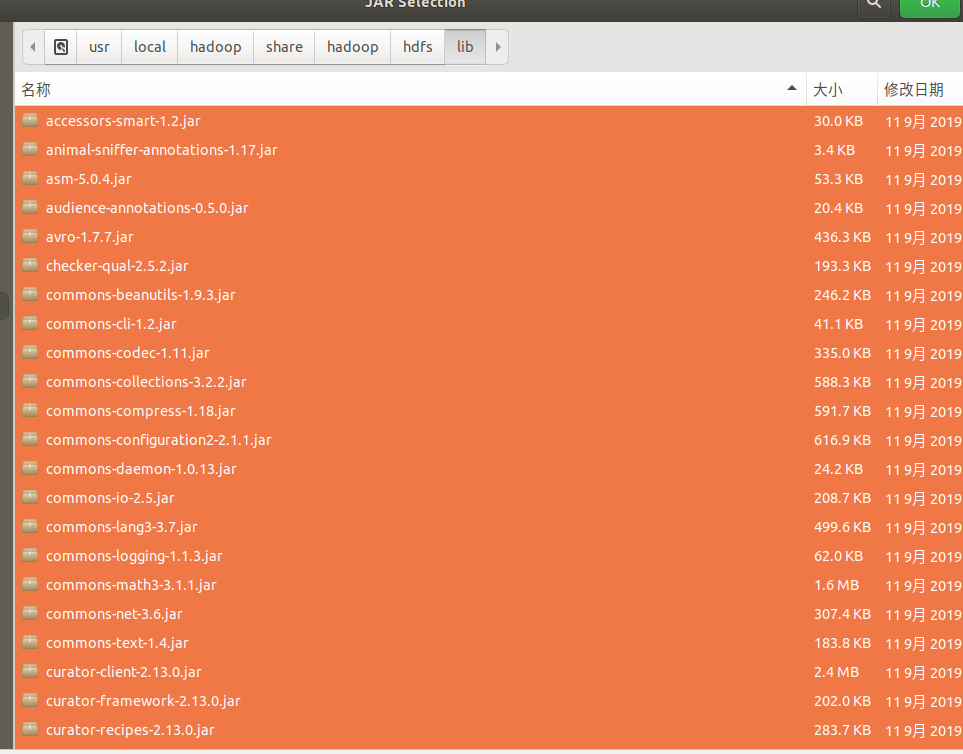 JAR Selection OK
usr local hadoop share hadoop hdfs lib
名称 大小 修改日期
accessors-smart-1.2.jar 30.0 KB 11 9月 2019
animal-sniffer-annotations-1.17.jar 3.4 KB 11 9月 2019
asm-5.0.4.jar 53.3 KB 11 9月 2019
audience-annotations-0.5.0.jar 20.4 KB 11 9月 2019
avro-1.7.7.jar 436.3 KB 11 9月 2019
checker-qual-2.5.2.jar 193.3 KB 11 9月 2019
commons-beanutils-1.9.3.jar 246.2 KB 11 9月 2019
commons-cli-1.2.jar 41.1 KB 11 9月 2019
commons-codec-1.11.jar 335.0 KB 11 9月 2019
commons-collections-3.2.2.jar 588.3 KB 11 9月 2019
commons-compress-1.18.jar 591.7 KB 11 9月 2019
commons-configuration2-2.1.1.jar 616.9 KB 11 9月 2019
commons-daemon-1.0.13.jar 24.2 KB 11 9月 2019
commons-io-2.5.jar 208.7 KB 11 9月 2019
commons-lang3-3.7.jar 499.6 KB 11 9月 2019
commons-logging-1.1.3.jar 62.0 KB 11 9月 2019
commons-math3-3.1.1.jar 1.6 MB 11 9月 2019
commons-net-3.6.jar 307.4 KB 11 9月 2019
commons-text-1.4.jar 183.8 KB 11 9月 2019
curator-client-2.13.0.jar 2.4 MB 11 9月 2019
curator-framework-2.13.0.jar 202.0 KB 11 9月 2019
curator-recipes-2.13.0.jar 283.7 KB 11 9月 2019